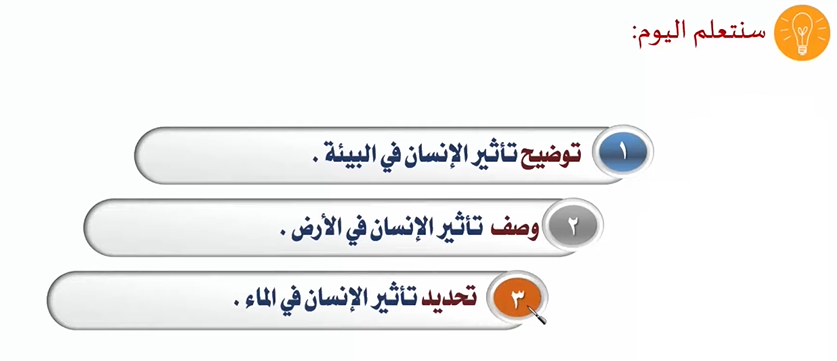 سنتعلم اليوم:
١ توضيح تأثير الإنسان في البيئة .
٢ وصف تأثير الإنسان في الأرض .
٣ تحديد تأثير الإنسان في الماء .